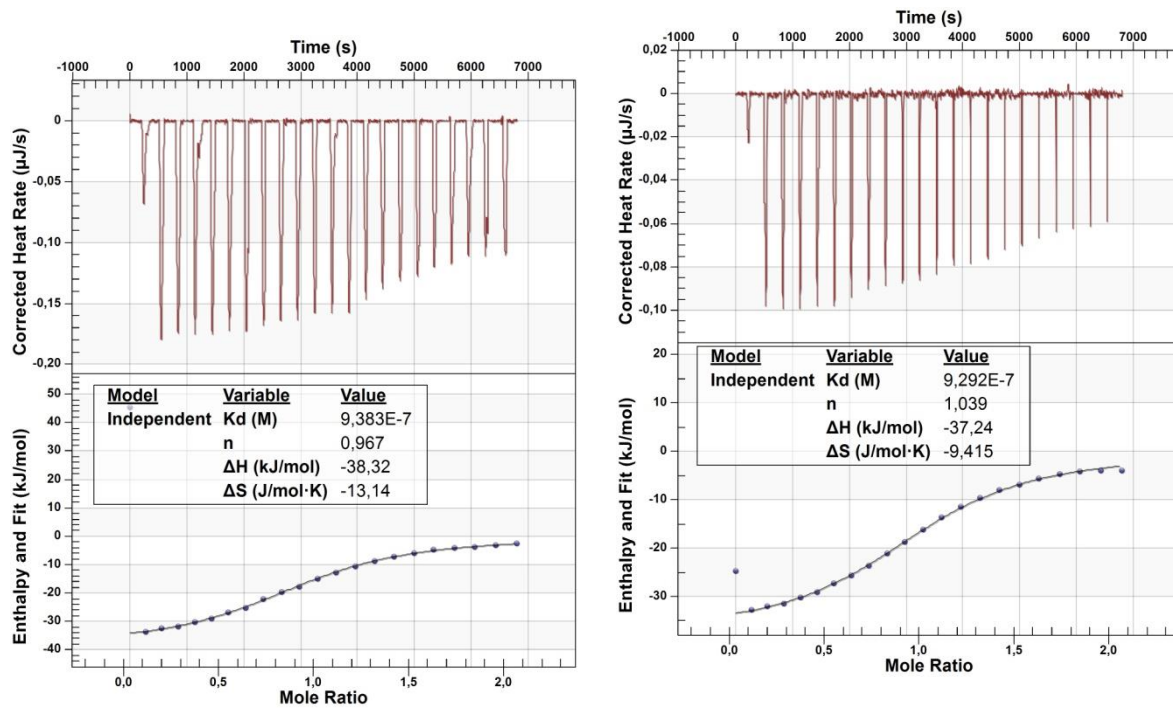 Time (s)
-1000 0 1000 2000 3000 4000 5000 6000 7000
Corrected Heat Rate (µJ/s)
0
-0,05
-0,10
-0,15
-0,20
Model Variable Value
Independent Kd (M) 9,383E-7
n 0,967
ΔH (kJ/mol) -38,32
ΔS (J/mol·K) -13,14
Enthalpy and Fit (kJ/mol)
50
40
30
20
10
0
-10
-20
-30
-40
0,0 0,5 1,0 1,5 2,0
Mole Ratio
Time (s)
-1000 0 1000 2000 3000 4000 5000 6000 7000
Corrected Heat Rate (µJ/s)
0,02
0,00
-0,02
-0,04
-0,06
-0,08
-0,10
Model Variable Value
Independent Kd (M) 9,292E-7
n 1,039
ΔH (kJ/mol) -37,24
ΔS (J/mol·K) -9,415
Enthalpy and Fit (kJ/mol)
20
10
0
-10
-20
-30
0,0 0,5 1,0 1,5 2,0
Mole Ratio